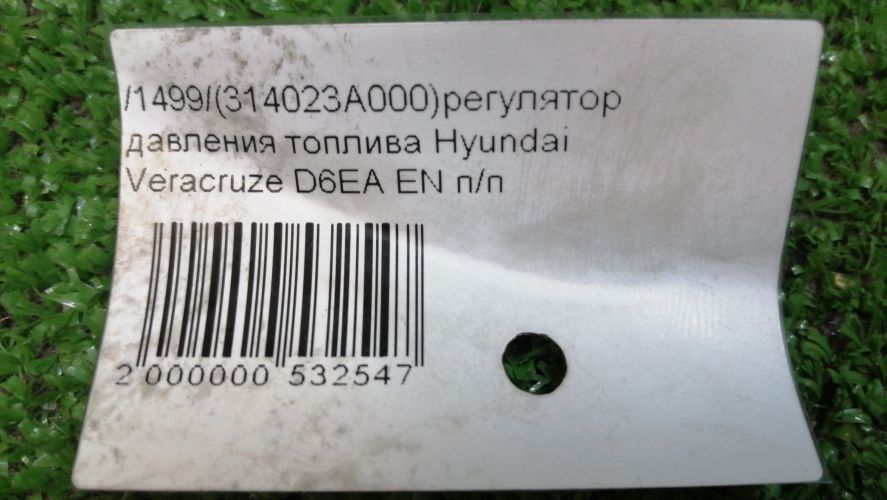 /1499/(314023A000)регулятор
давления топлива Hyundai
Veracruze D6EA EN п/п
2 000000 532547